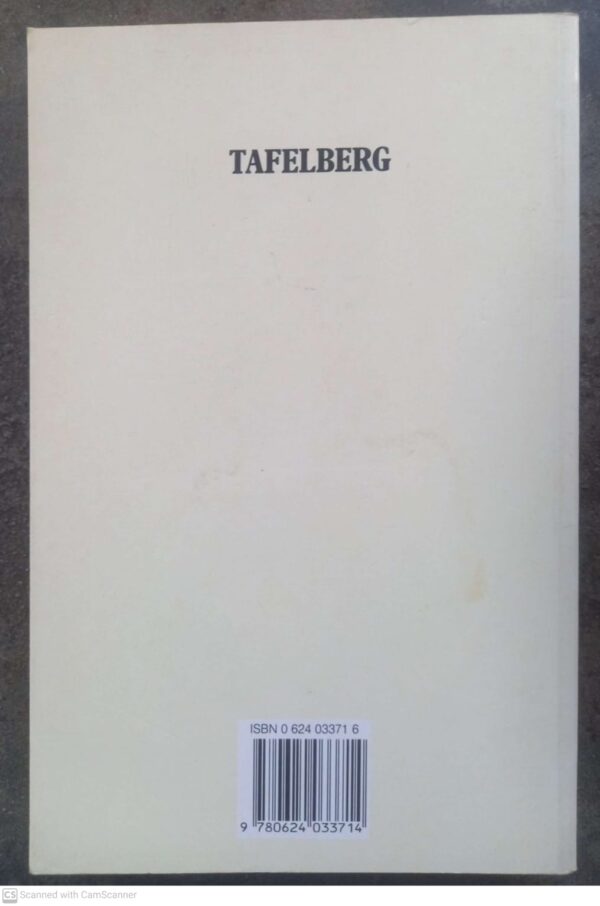 TAFELBERG
ISBN 0 624 03371 6
9 780624 033714
CS Scanned with CamScanner